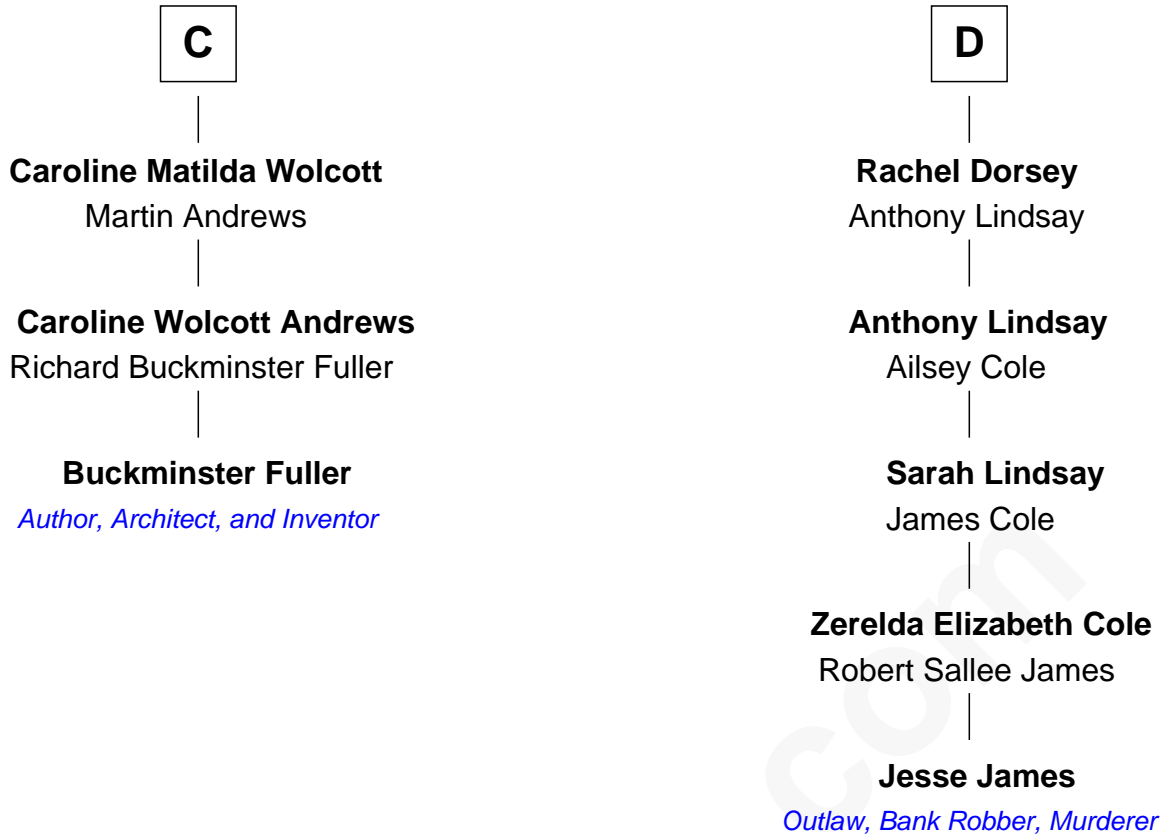 C
Caroline Matilda Wolcott
Martin Andrews
Caroline Wolcott Andrews
Richard Buckminster Fuller
Buckminster Fuller
Author, Architect, and Inventor
D
Rachel Dorsey
Anthony Lindsay
Anthony Lindsay
Ailsey Cole
Sarah Lindsay
James Cole
Zerelda Elizabeth Cole
Robert Sallee James
Jesse James
Outlaw, Bank Robber, Murderer
com